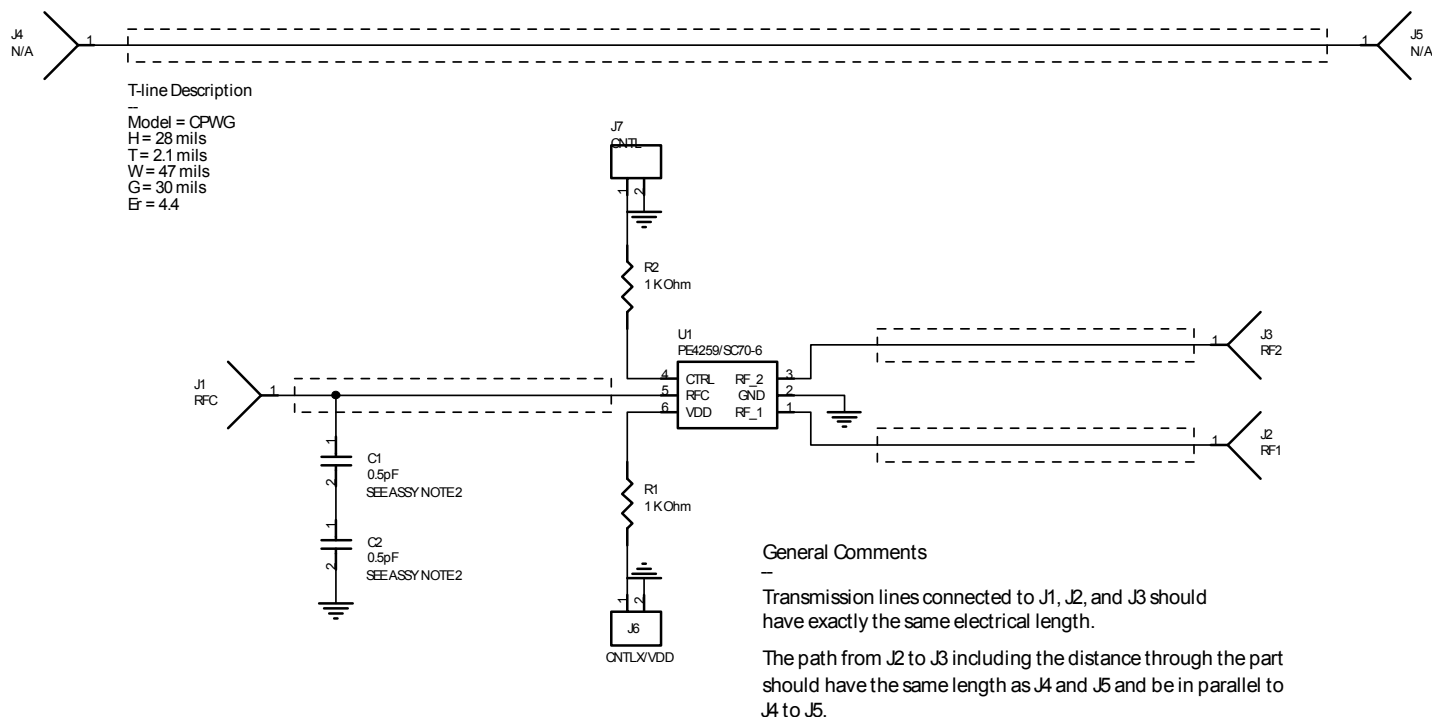 J4
N/A
1
1
J5
N/A
T-line Description
--
Model = CPWG
H = 28 mils
T = 2.1 mils
W = 47 mils
G = 30 mils
Er = 4.4
J7
CNTL
1
2
R2
1 K Ohm
U1
PE4259/SC70-6
4
CTRL
RF_2
3
5
RFC
GND
2
6
VDD
RF_1
1
J1
RFC
1
1
J3
RF2
1
J2
RF1
1
2
C1
0.5pF
SEE ASSY NOTE 2
1
2
C2
0.5pF
SEE ASSY NOTE 2
R1
1 K Ohm
1
2
J6
CNTLX/VDD
General Comments
--
Transmission lines connected to J1, J2, and J3 should
have exactly the same electrical length.
The path from J2 to J3 including the distance through the part
should have the same length as J4 and J5 and be in parallel to
J4 to J5.